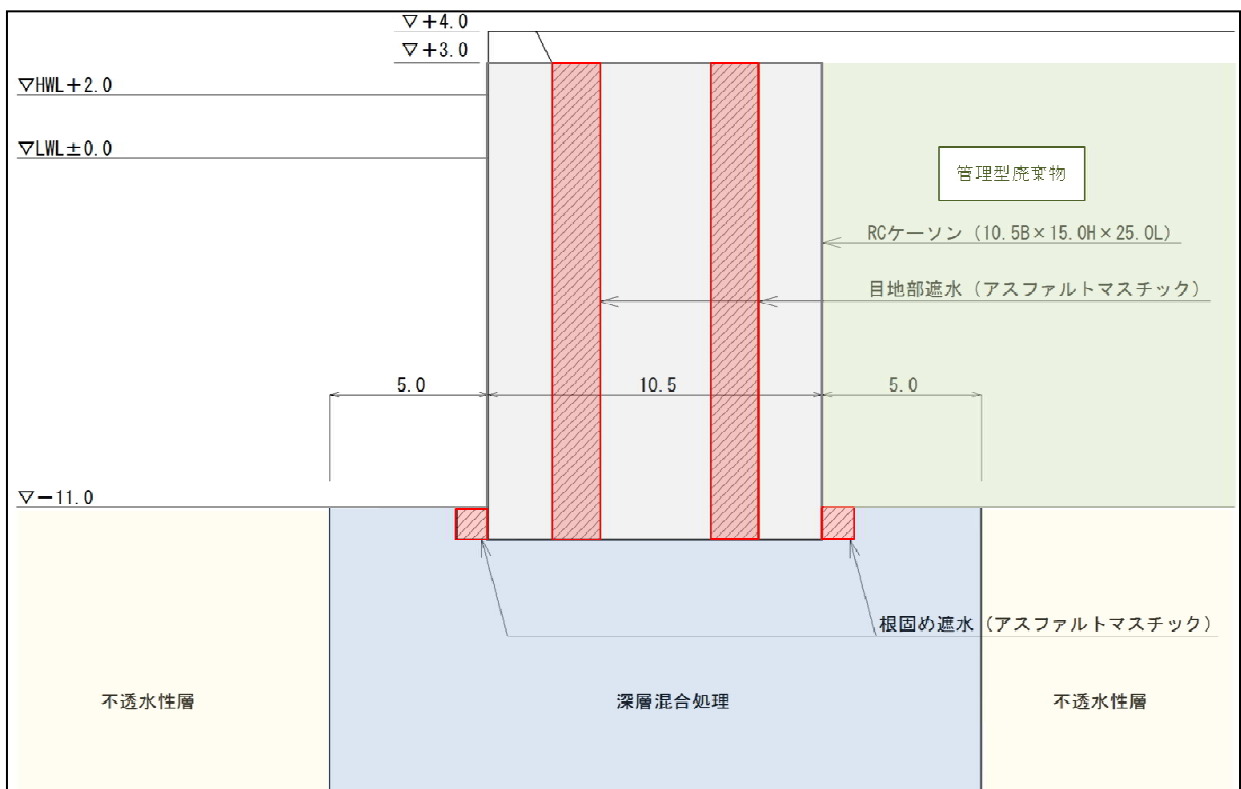 ▽+4.0
▽+3.0
▽HWL+2.0
▽LWL±0.0
管理型廃棄物
RCケーソン（10.5B×15.0H×25.0L）
目地部遮水（アスファルトマスチック）
5.0
10.5
5.0
▽-11.0
根固め遮水（アスファルトマスチック）
不透水性層
深層混合処理
不透水性層